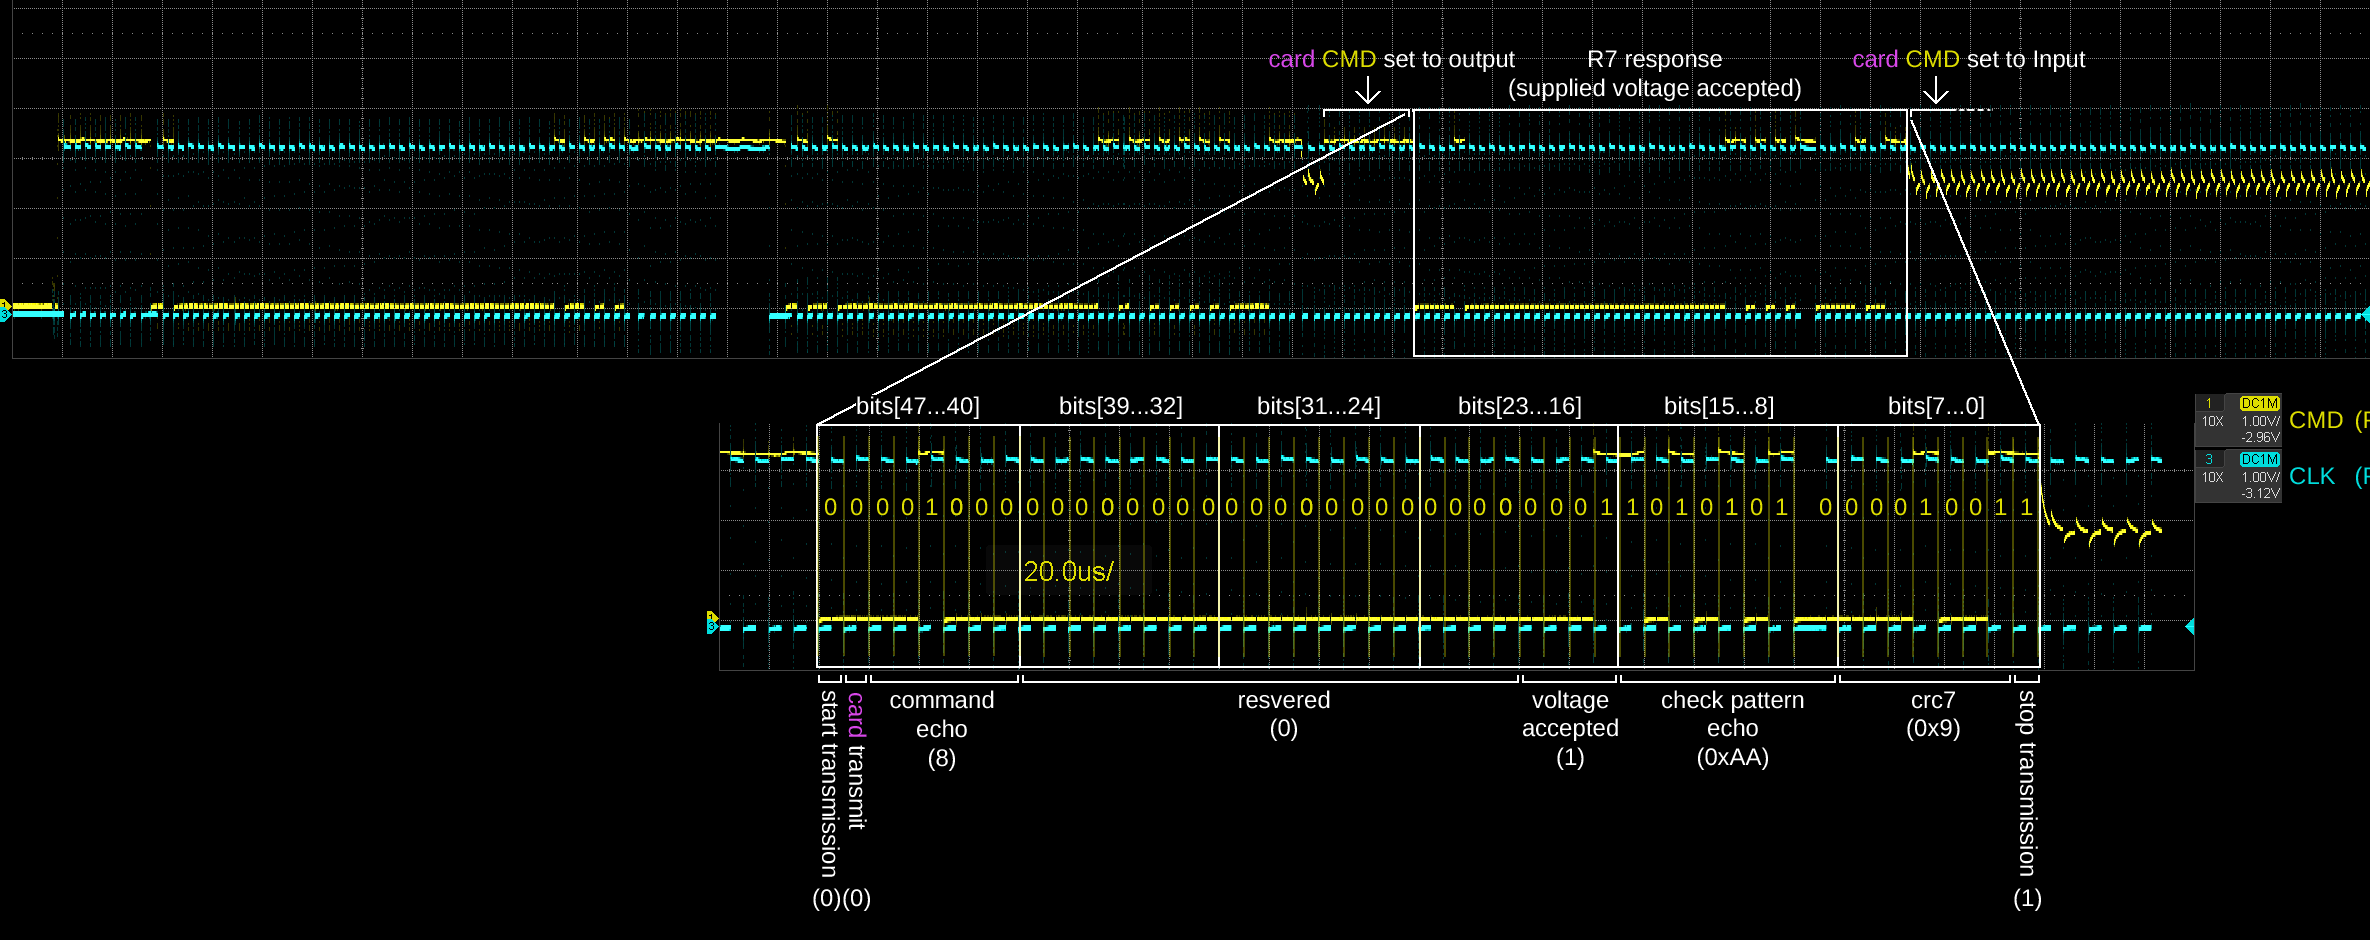 card CMD set to output
R7 response
(supplied voltage accepted)
card CMD set to Input
1
3
bits[47...40]
bits[39...32]
bits[31...24]
bits[23...16]
bits[15...8]
bits[7...0]
1 DC1M
10X 1.00V/
-2.96V
CMD (F
3 DC1M
10X 1.00V/
-3.12V
CLK (F
0 0 0 0 1 0 0 0 0 0 0 0 0 0 0 0 0 0 0 0 0 0 0 0 0 0 0 0 0 0 0 1 1 0 1 0 1 0 1 0 0 0 0 1 0 0 1 1
20.0us/
1
3
start transmission
(0)
card transmit
(0)
command
echo
(8)
resvered
(0)
voltage
accepted
(1)
check pattern
echo
(0xAA)
crc7
(0x9)
stop transmission
(1)